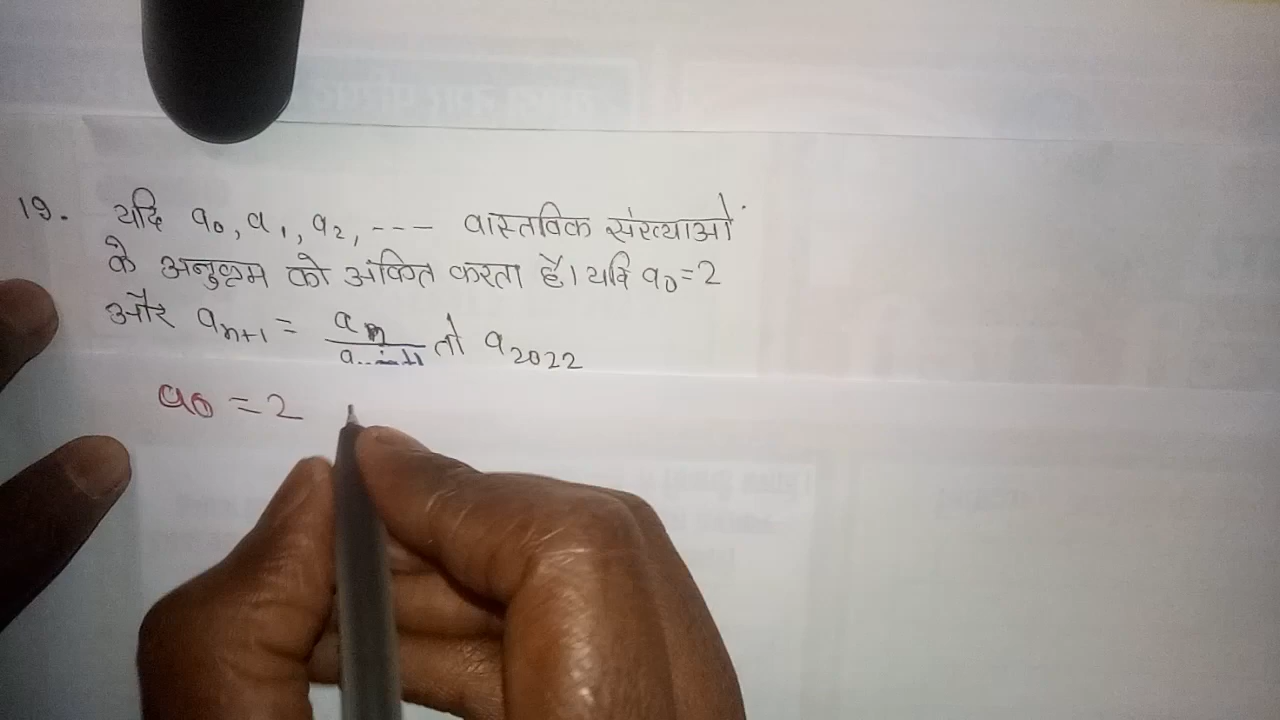 19. यदि a₀, a₁, a₂, --- वास्तविक संख्याओं
के अनुक्रम को अंकित करता है। यदि a₀=2
और aₙ₊₁ = aₙ / a तो a₂₀₂₂
a₀ = 2